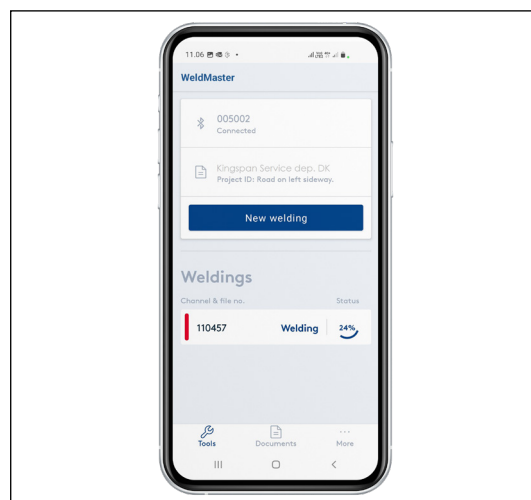 11.06
WeldMaster
005002
Connected
Kingspan Service dep. DK
Project ID: Road on left sideway.
New welding
Weldings
Channel & file no. Status
110457 Welding 24%
Tools Documents More